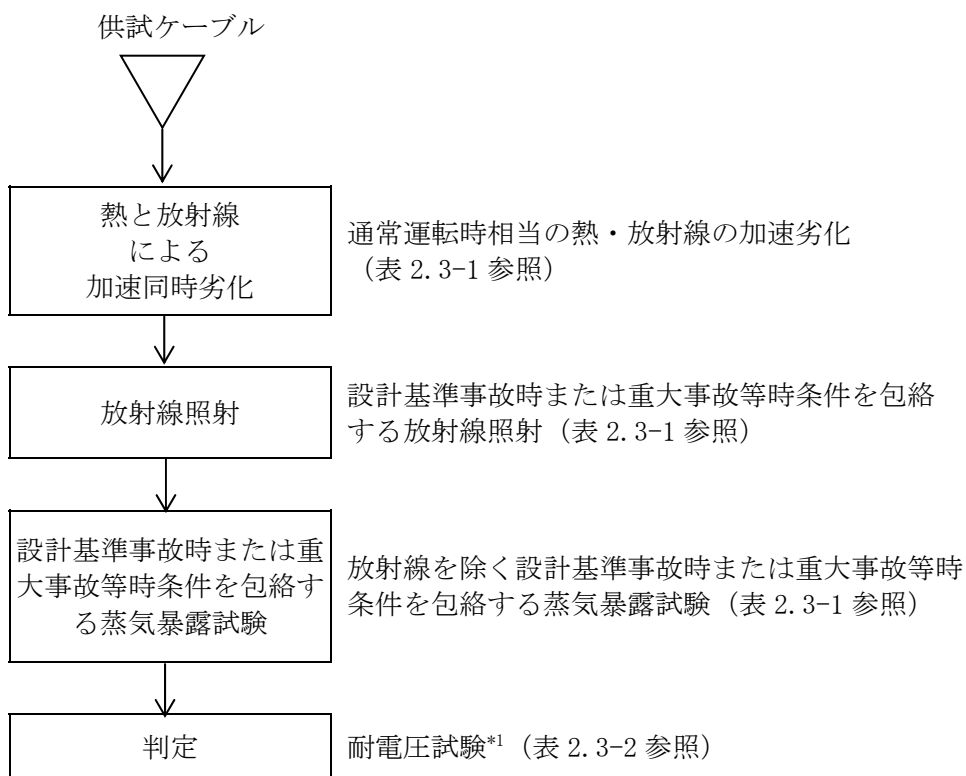 供試ケーブル
熱と放射線
による
加速同時劣化
通常運転時相当の熱・放射線の加速劣化
（表 2.3-1 参照）
放射線照射
設計基準事故時または重大事故等時条件を包絡
する放射線照射（表 2.3-1 参照）
設計基準事故時または重
大事故等時条件を包絡す
る蒸気暴露試験
放射線を除く設計基準事故時または重大事故等時
条件を包絡する蒸気暴露試験（表 2.3-1 参照）
判定
耐電圧試験*1（表 2.3-2 参照）